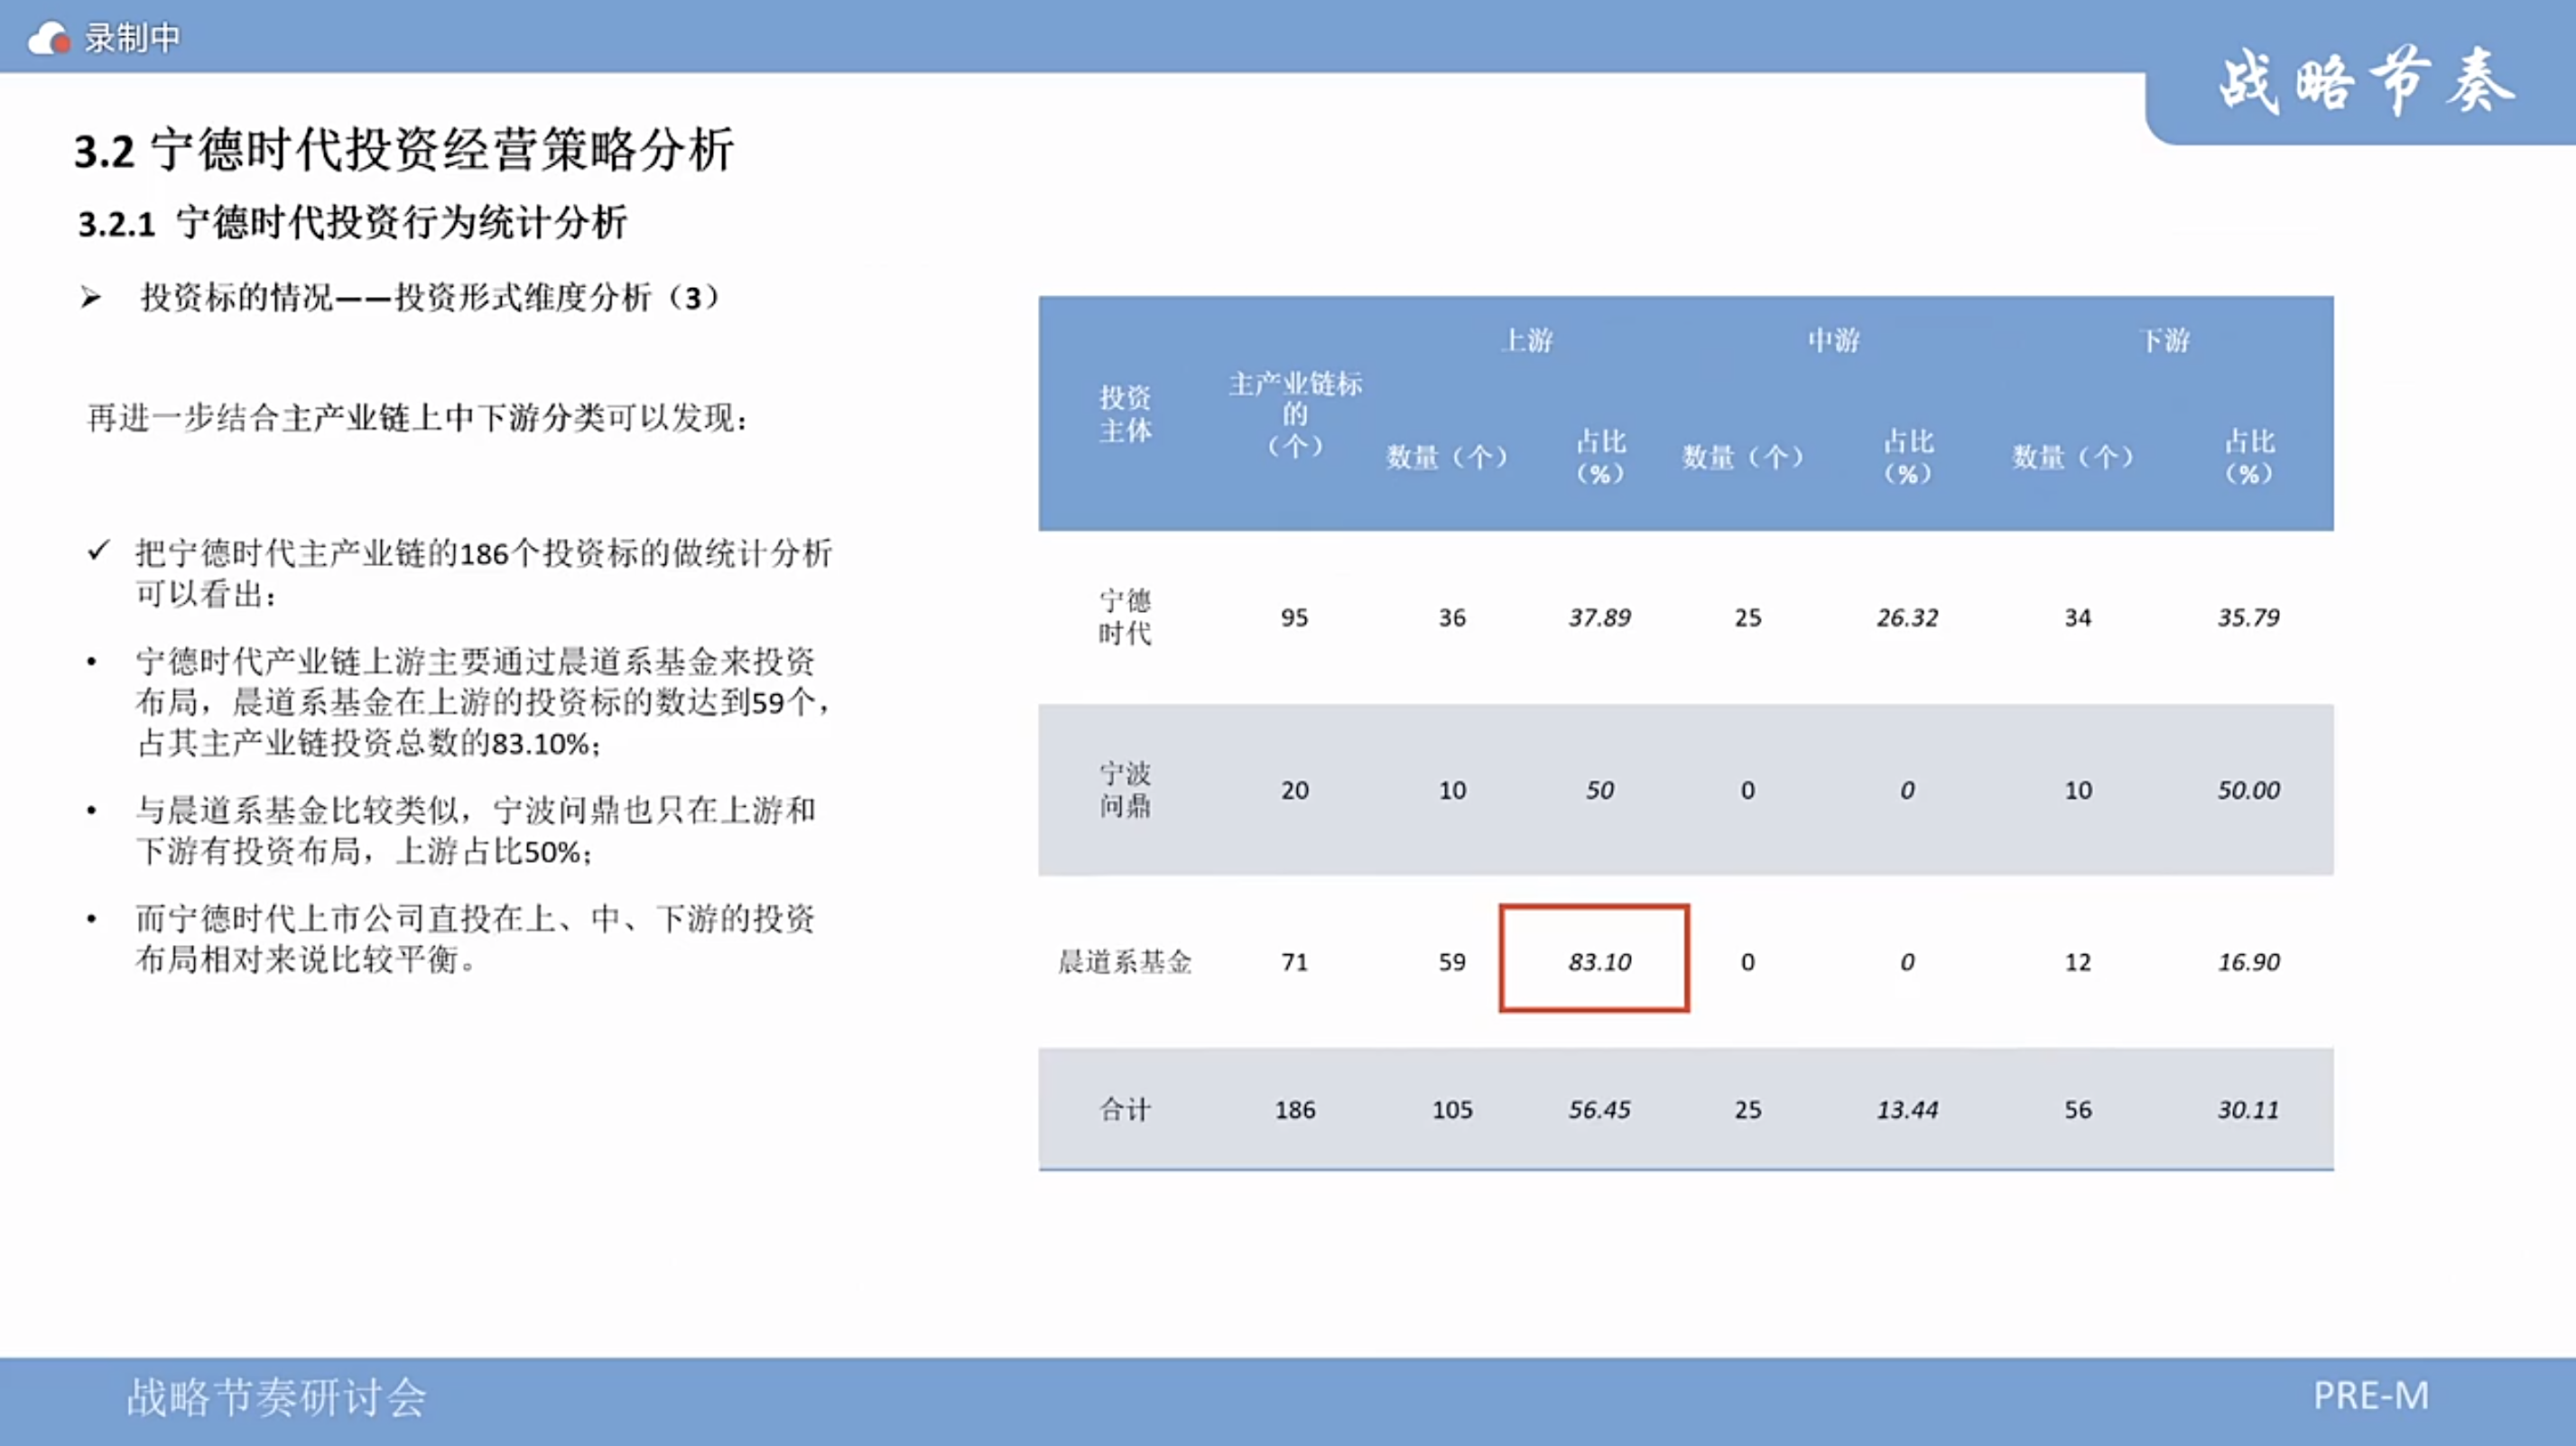 录制中
战略节奏
3.2 宁德时代投资经营策略分析
3.2.1 宁德时代投资行为统计分析
➢ 投资标的情况——投资形式维度分析（3）
再进一步结合主产业链上中下游分类可以发现：
✓ 把宁德时代主产业链的186个投资标的做统计分析
可以看出：
• 宁德时代产业链上游主要通过晨道系基金来投资
布局，晨道系基金在上游的投资标的数达到59个，
占其主产业链投资总数的83.10%；
• 与晨道系基金比较类似，宁波问鼎也只在上游和
下游有投资布局，上游占比50%；
• 而宁德时代上市公司直投在上、中、下游的投资
布局相对来说比较平衡。
上游 中游 下游
投资
主体
主产业链标
的
（个）
数量（个） 占比
（%） 数量（个） 占比
（%） 数量（个） 占比
（%）
宁德
时代
95 36 37.89 25 26.32 34 35.79
宁波
问鼎
20 10 50 0 0 10 50.00
晨道系基金 71 59 83.10 0 0 12 16.90
合计 186 105 56.45 25 13.44 56 30.11
战略节奏研讨会
PRE-M